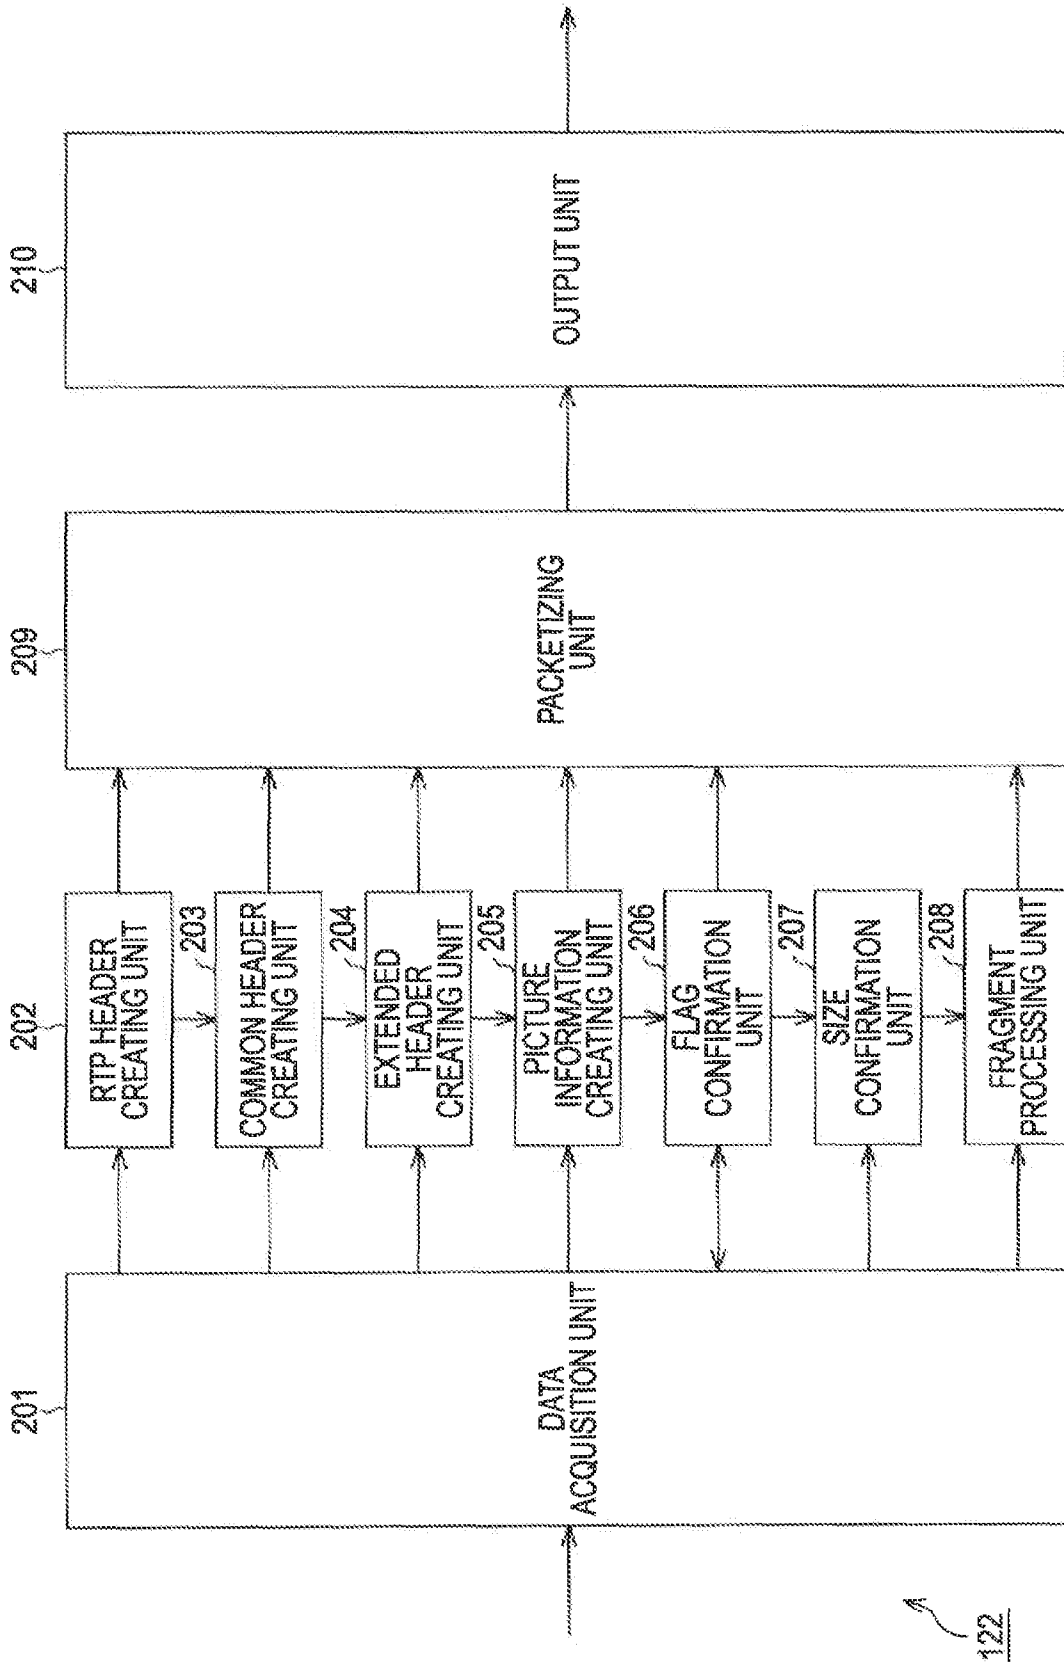 122
201
DATA
ACQUISITION UNIT
202
RTP HEADER
CREATING UNIT
203
COMMON HEADER
CREATING UNIT
204
EXTENDED
HEADER
CREATING UNIT
205
PICTURE
INFORMATION
CREATING UNIT
206
FLAG
CONFIRMATION
UNIT
207
SIZE
CONFIRMATION
UNIT
208
FRAGMENT
PROCESSING UNIT
209
PACKETIZING
UNIT
210
OUTPUT UNIT